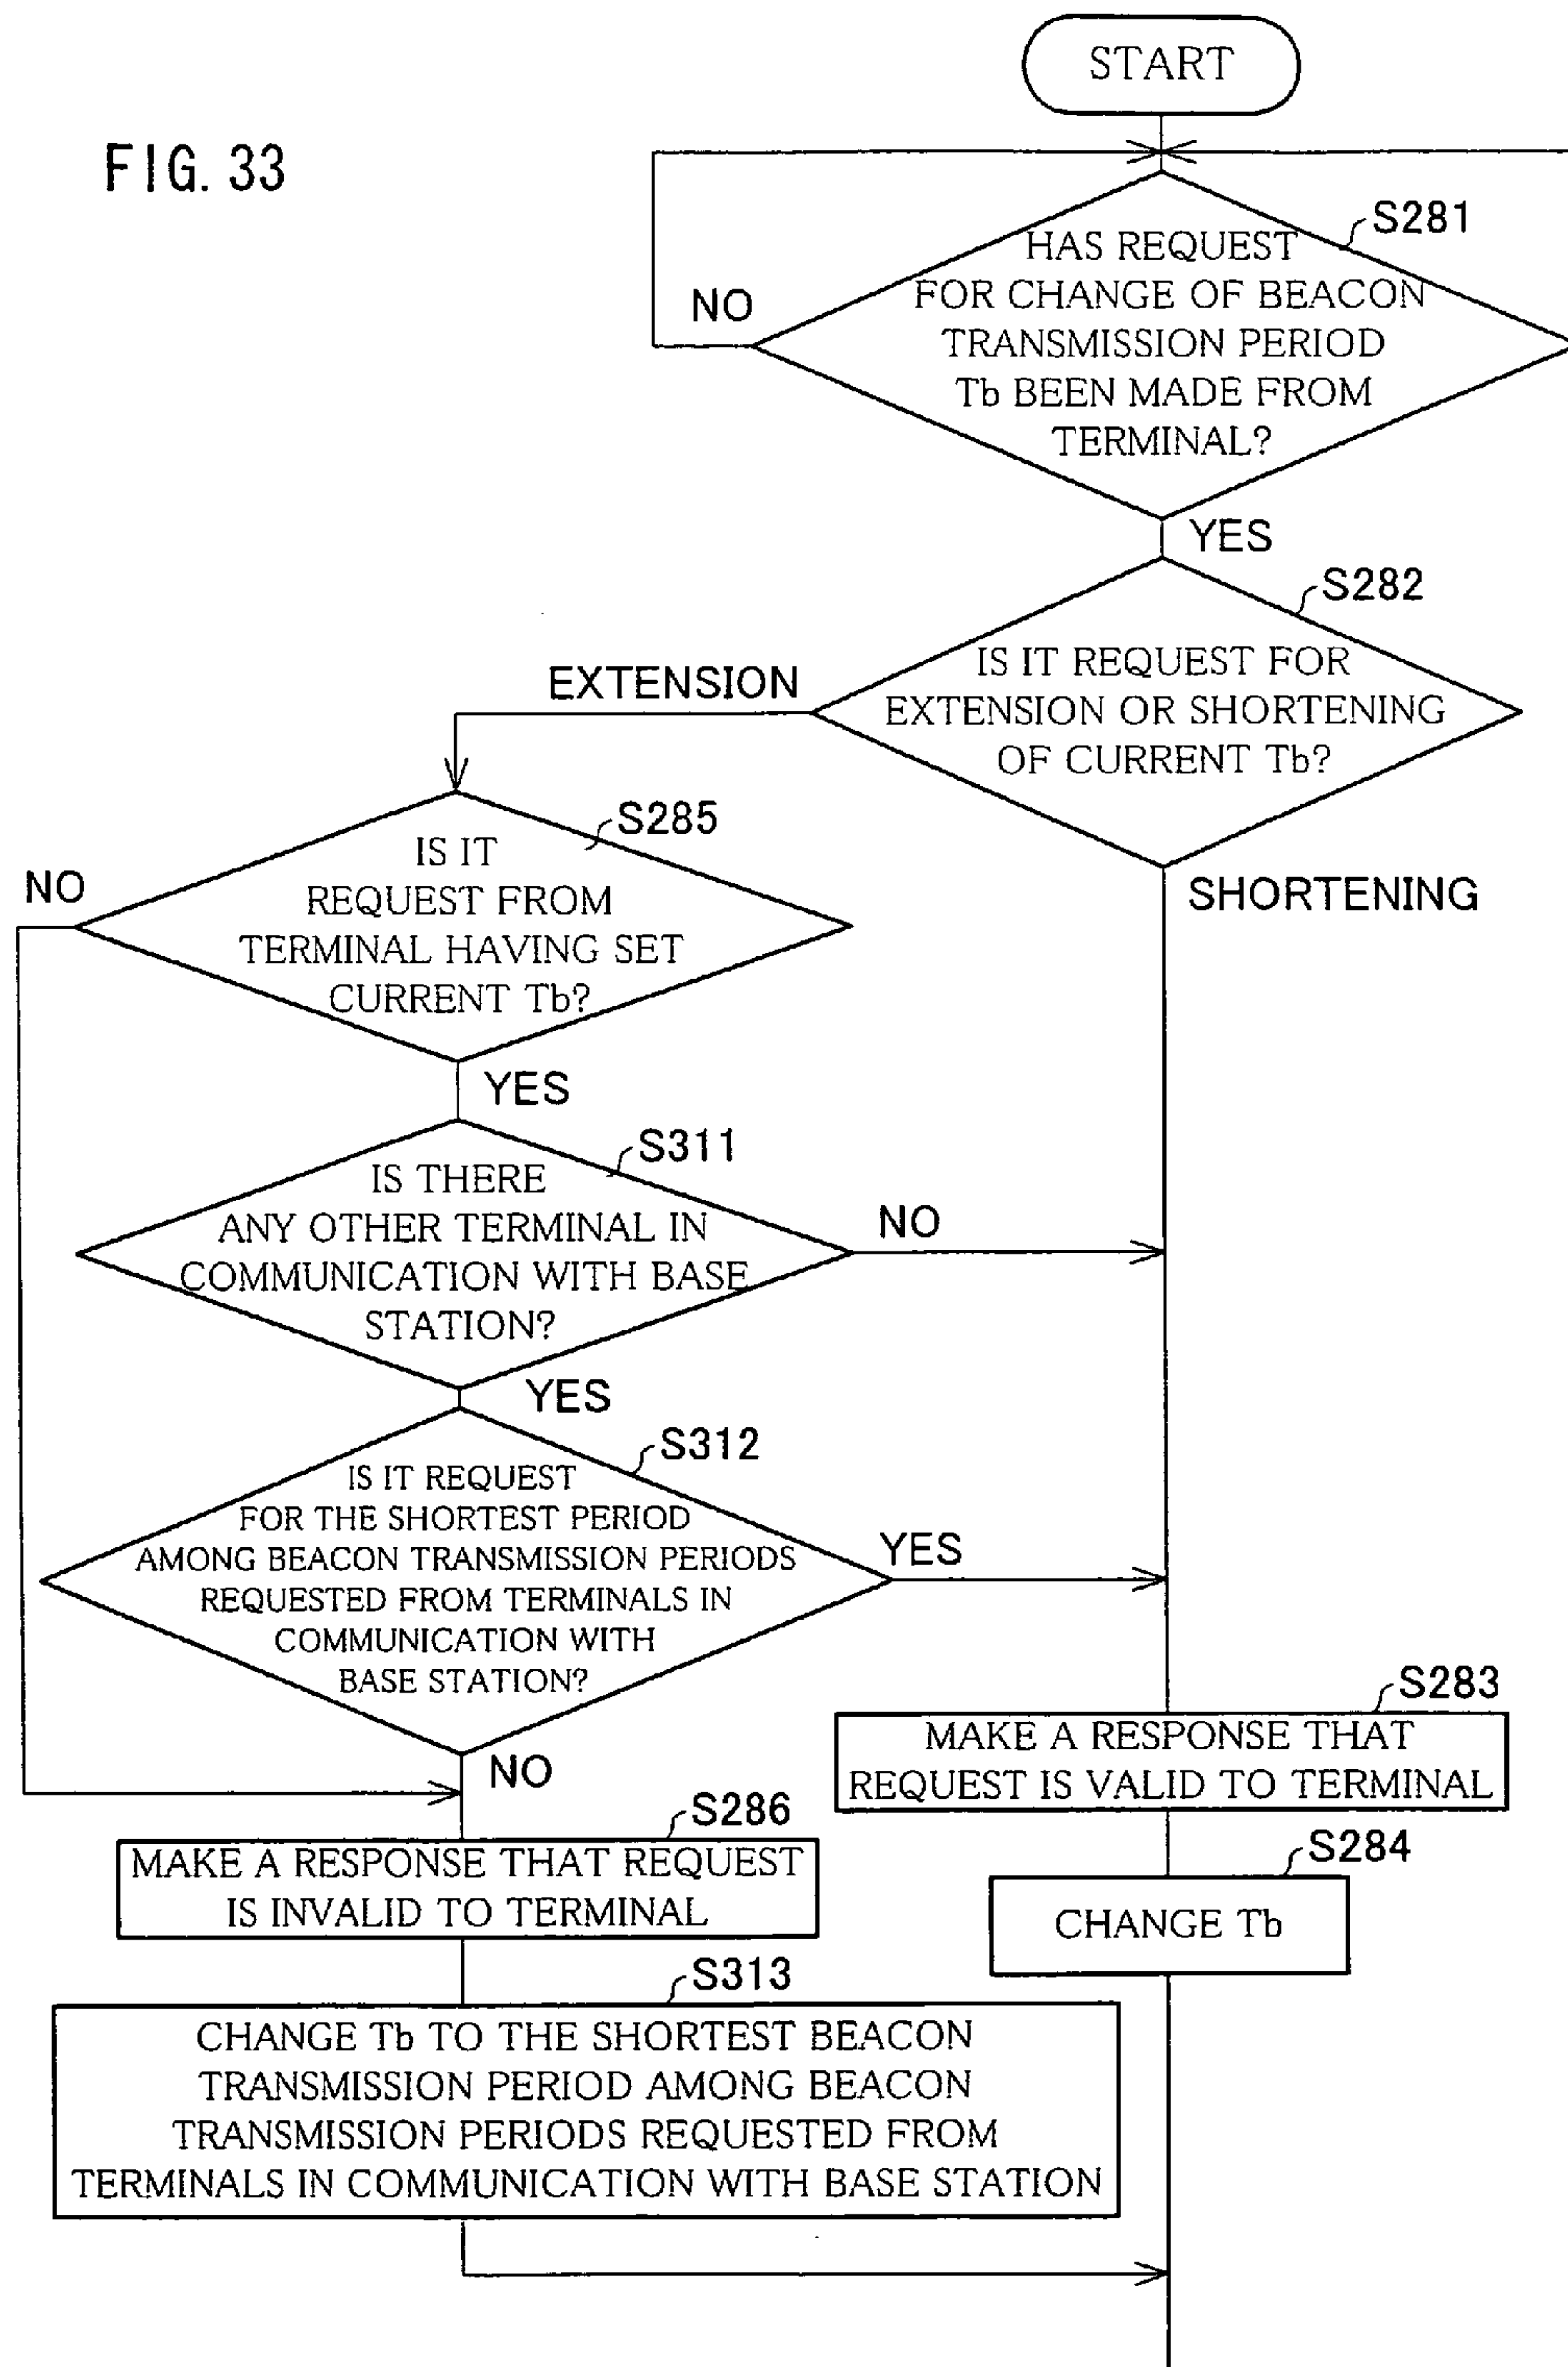 START
FIG. 33
S281
HAS REQUEST
FOR CHANGE OF BEACON
TRANSMISSION PERIOD
Tb BEEN MADE FROM
TERMINAL?
NO
YES
S282
IS IT REQUEST FOR
EXTENSION OR SHORTENING
OF CURRENT Tb?
EXTENSION
SHORTENING
S285
IS IT
REQUEST FROM
TERMINAL HAVING SET
CURRENT Tb?
NO
YES
S311
IS THERE
ANY OTHER TERMINAL IN
COMMUNICATION WITH BASE
STATION?
NO
YES
S312
IS IT REQUEST
FOR THE SHORTEST PERIOD
AMONG BEACON TRANSMISSION PERIODS
REQUESTED FROM TERMINALS IN
COMMUNICATION WITH
BASE STATION?
YES
NO
S283
MAKE A RESPONSE THAT
REQUEST IS VALID TO TERMINAL
S286
MAKE A RESPONSE THAT REQUEST
IS INVALID TO TERMINAL
S284
CHANGE Tb
S313
CHANGE Tb TO THE SHORTEST BEACON
TRANSMISSION PERIOD AMONG BEACON
TRANSMISSION PERIODS REQUESTED FROM
TERMINALS IN COMMUNICATION WITH BASE STATION